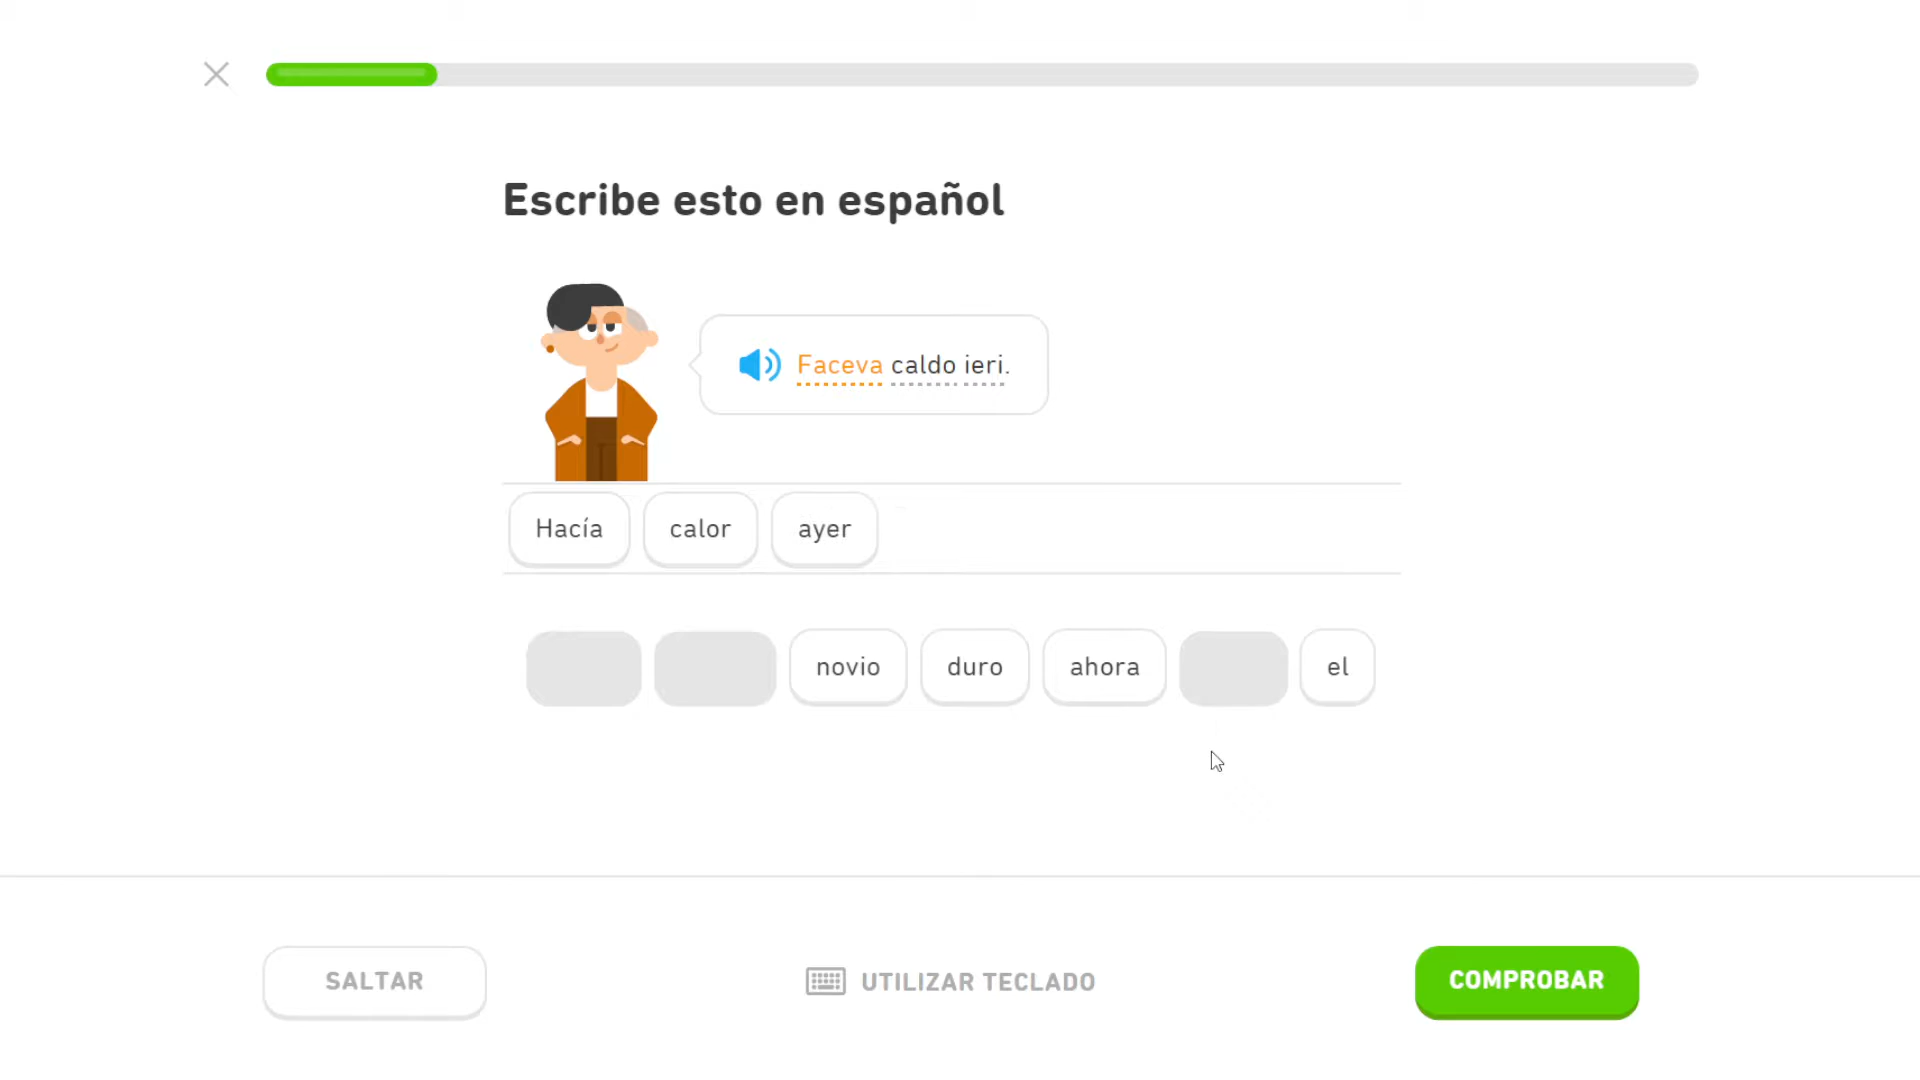 Escribe esto en español
Faceva caldo ieri.
Hacía calor ayer
novio duro ahora el
SALTAR UTILIZAR TECLADO COMPROBAR